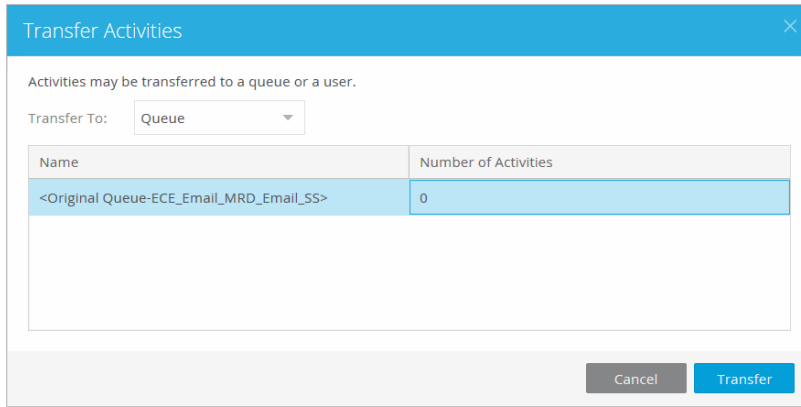 Transfer Activities
Activities may be transferred to a queue or a user.
Transfer To: Queue
Name Number of Activities
<Original Queue-ECE_Email_MRD_Email_SS> 0
Cancel Transfer